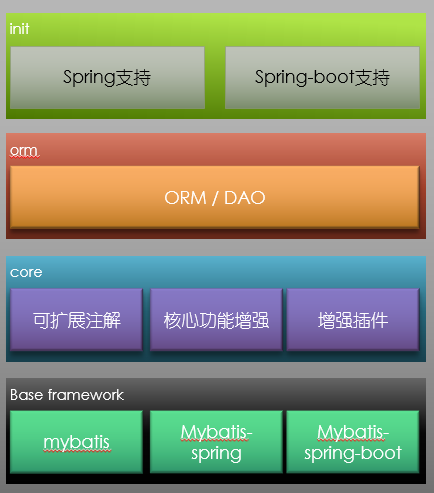 init
Spring支持
Spring-boot支持
orm
ORM / DAO
core
可扩展注解
核心功能增强
增强插件
Base framework
mybatis
Mybatis-
spring
Mybatis-
spring-boot